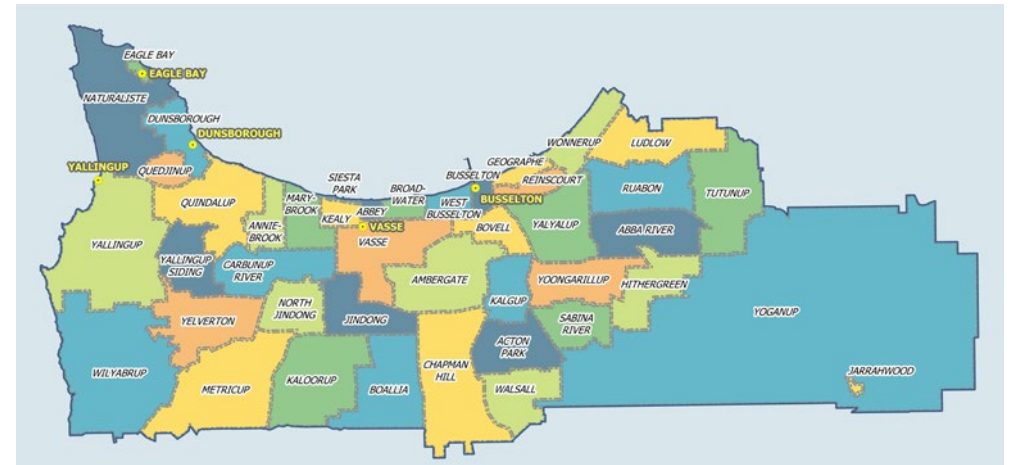 EAGLE BAY
EAGLE BAY
NATURALISTE
DUNSBOROUGH
DUNSBOROUGH
YALLINGUP
QUEDJINUP
SIESTA
PARK
BROAD-
WATER
BUSSELTON
GEOGRAPHE
WONNERUP
LUDLOW
REINSCOURT
BUSSELTON
RUABON
TUTUNUP
QUINDALUP
MARY-
BROOK
KEALY
ABBEY
WEST
BUSSELTON
ANNIE-
BROOK
VASSE
VASSE
BOVELL
YALYALUP
ABBA RIVER
YALLINGUP
YALLINGUP
SIDING
CARBUNUP
RIVER
AMBERGATE
YOONGARILLUP
HITHERGREEN
NORTH
JINDONG
KALGUP
YELVERTON
JINDONG
SABINA
RIVER
YOGANUP
ACTON
PARK
WILYABRUP
METRICUP
KALOORUP
BOALLIA
CHAPMAN
HILL
WALSALL
JARRAHWOOD